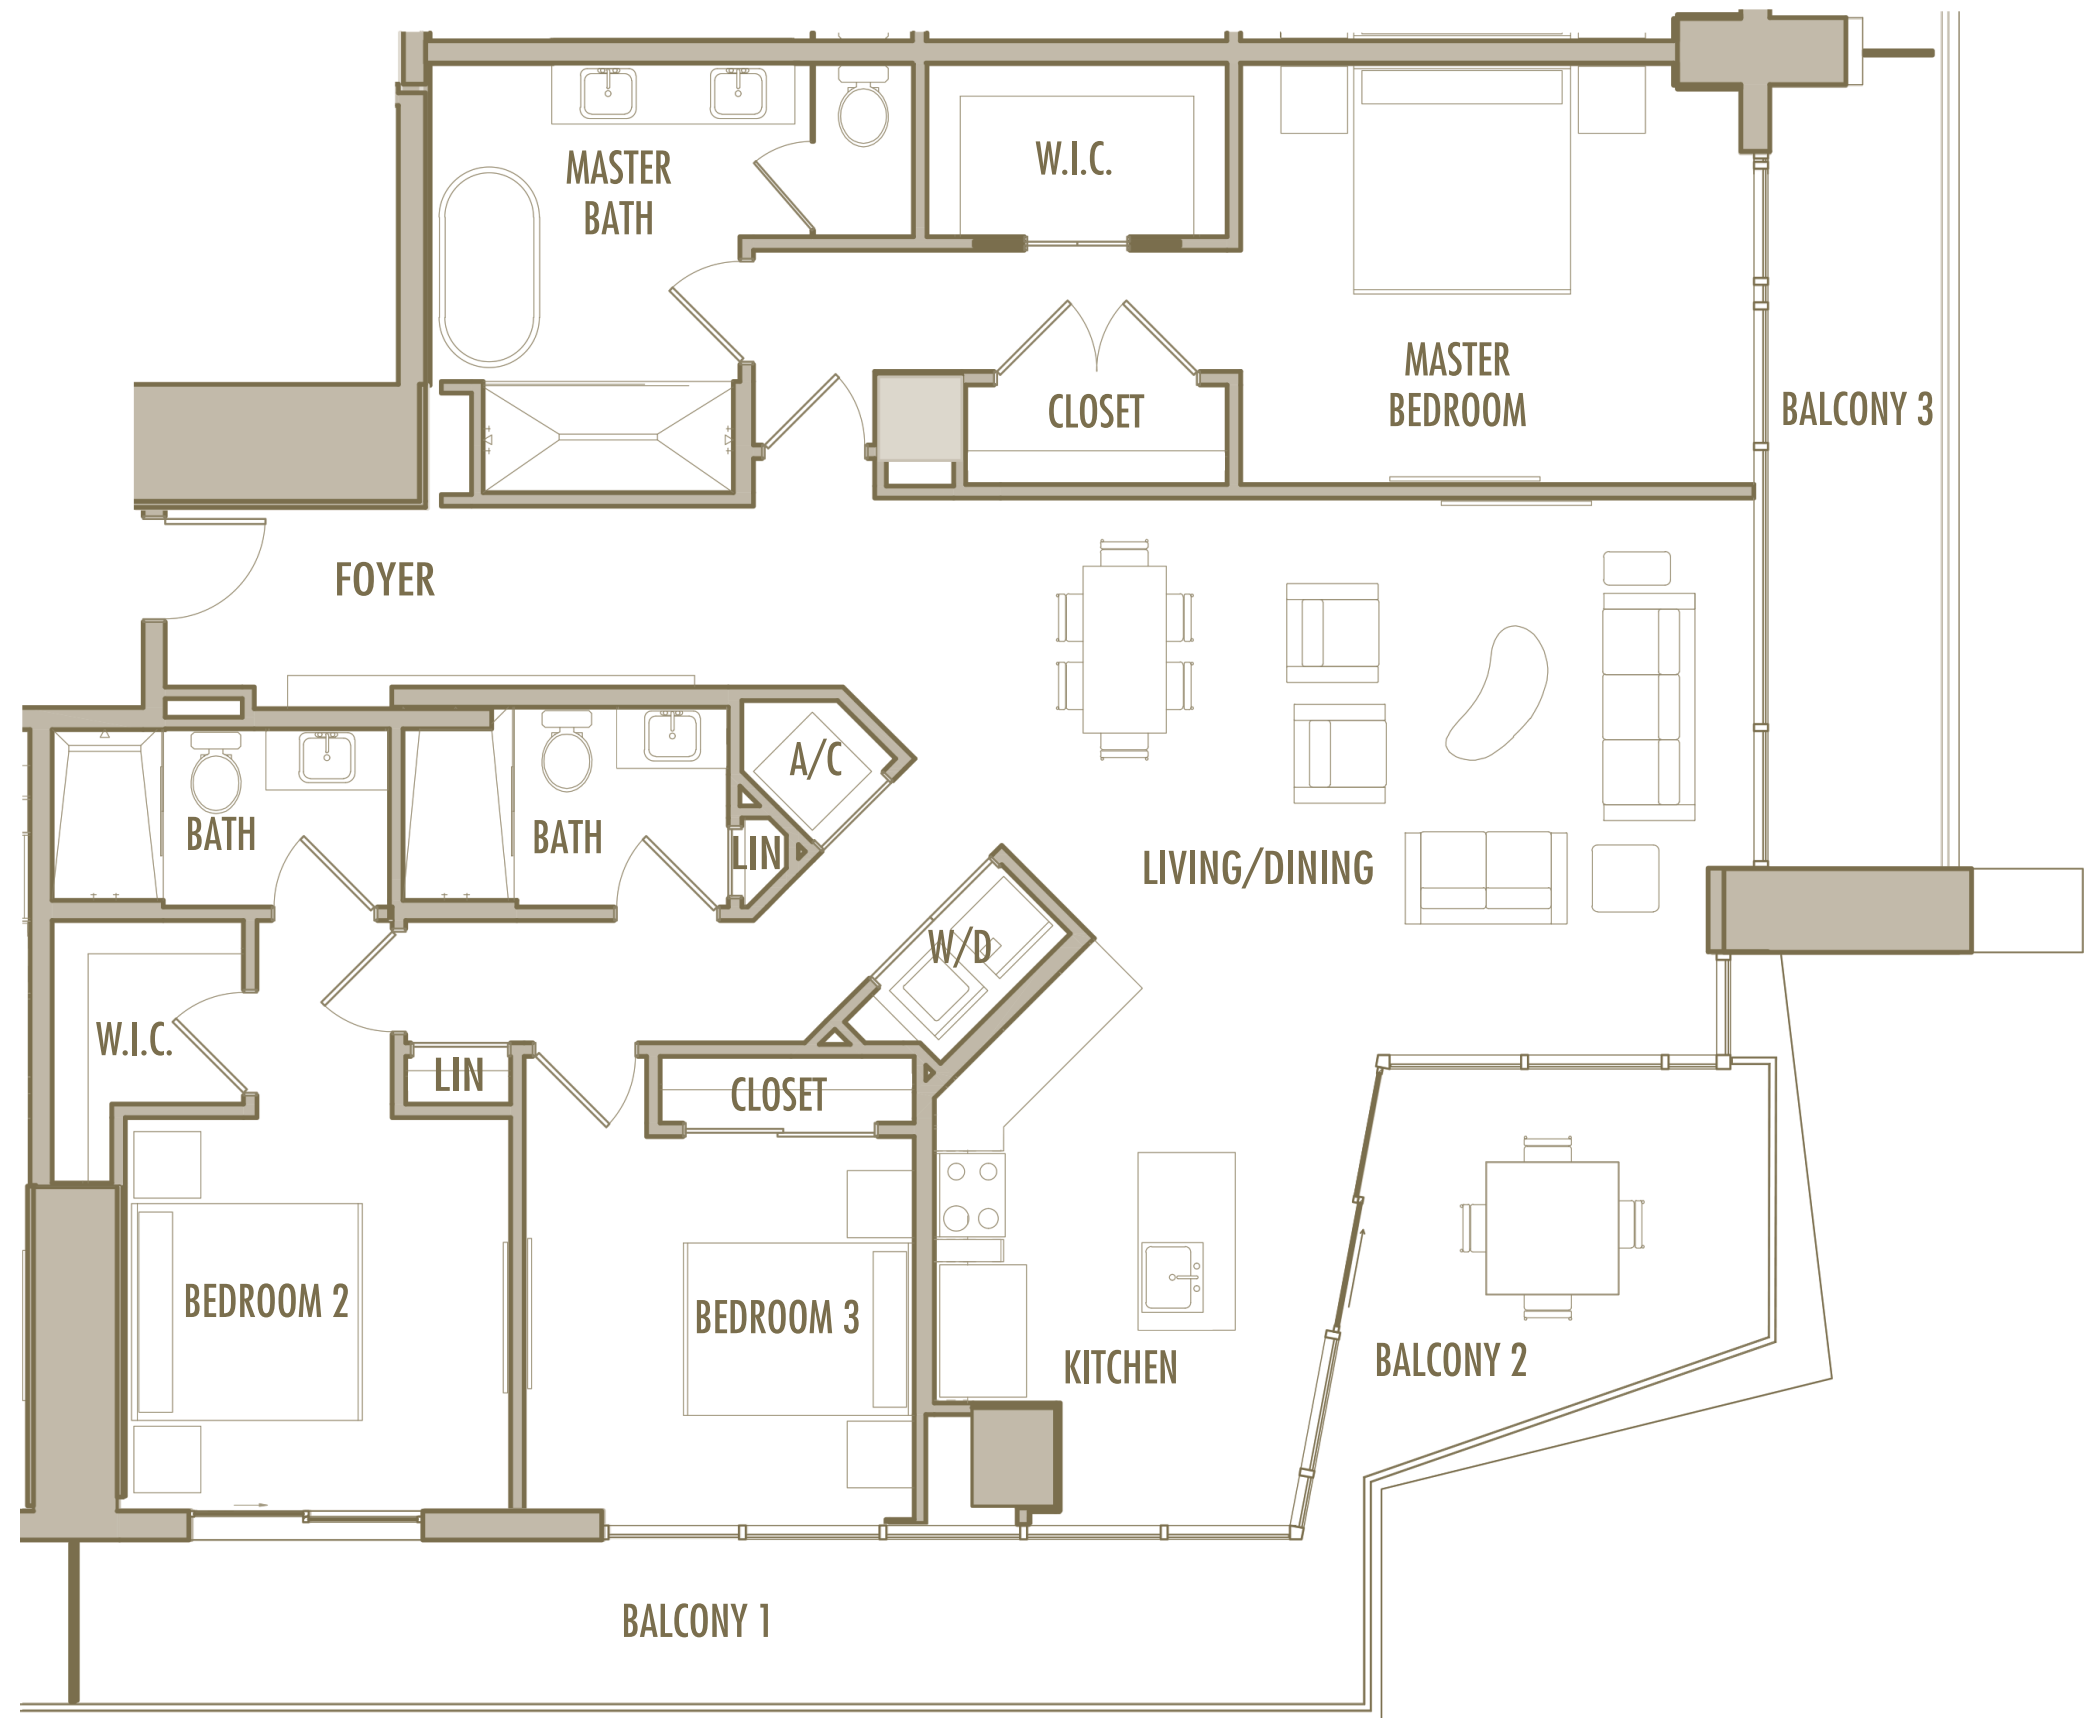 MASTER
BATH
W.I.C.
MASTER
BEDROOM
CLOSET
BALCONY 3
FOYER
A/C
BATH
BATH
LIN
LIVING/DINING
W/D
W.I.C.
LIN
CLOSET
BEDROOM 2
BEDROOM 3
KITCHEN
BALCONY 2
BALCONY 1